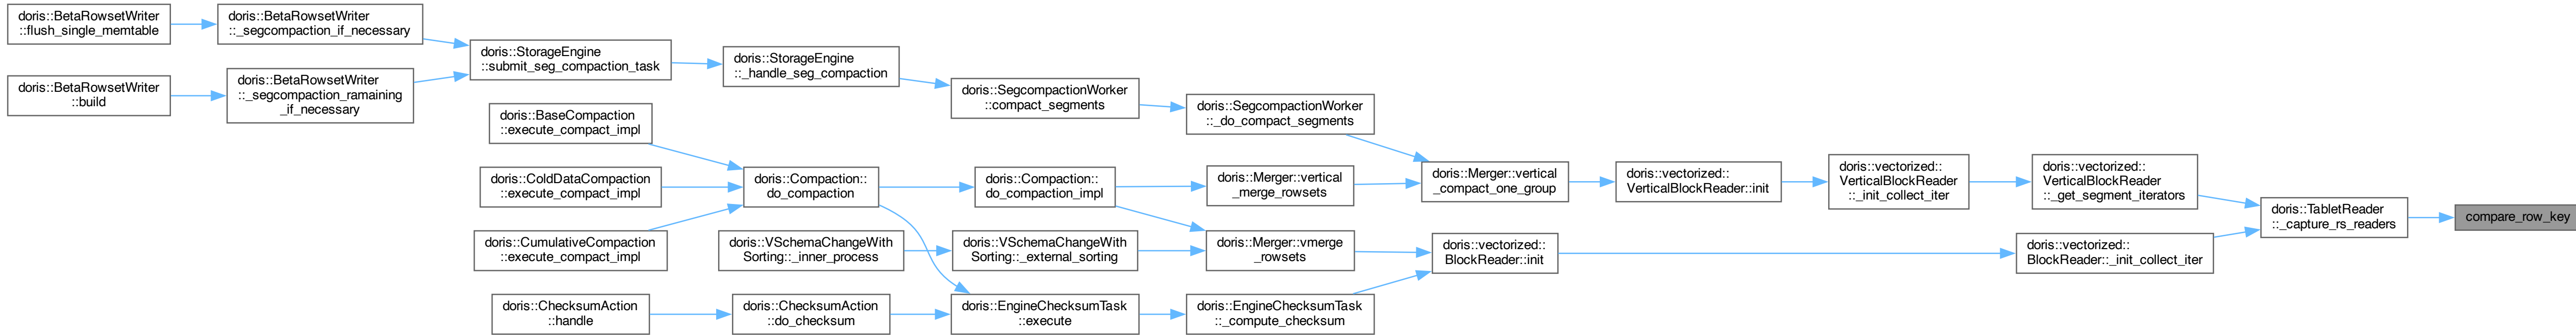 doris::BetaRowsetWriter
::flush_single_memtable
doris::BetaRowsetWriter
::_segcompaction_if_necessary
doris::BetaRowsetWriter
::build
doris::BetaRowsetWriter
::_segcompaction_ramaining
_if_necessary
doris::StorageEngine
::submit_seg_compaction_task
doris::StorageEngine
::_handle_seg_compaction
doris::SegcompactionWorker
::compact_segments
doris::SegcompactionWorker
::_do_compact_segments
doris::BaseCompaction
::execute_compact_impl
doris::ColdDataCompaction
::execute_compact_impl
doris::CumulativeCompaction
::execute_compact_impl
doris::Compaction::
do_compaction
doris::Compaction::
do_compaction_impl
doris::Merger::vertical
_merge_rowsets
doris::Merger::vertical
_compact_one_group
doris::vectorized::
VerticalBlockReader::init
doris::vectorized::
VerticalBlockReader
::_init_collect_iter
doris::vectorized::
VerticalBlockReader
::_get_segment_iterators
doris::TabletReader
::_capture_rs_readers
compare_row_key
doris::VSchemaChangeWith
Sorting::_inner_process
doris::VSchemaChangeWith
Sorting::_external_sorting
doris::Merger::vmerge
_rowsets
doris::vectorized::
BlockReader::init
doris::vectorized::
BlockReader::_init_collect_iter
doris::ChecksumAction
::handle
doris::ChecksumAction
::do_checksum
doris::EngineChecksumTask
::execute
doris::EngineChecksumTask
::_compute_checksum